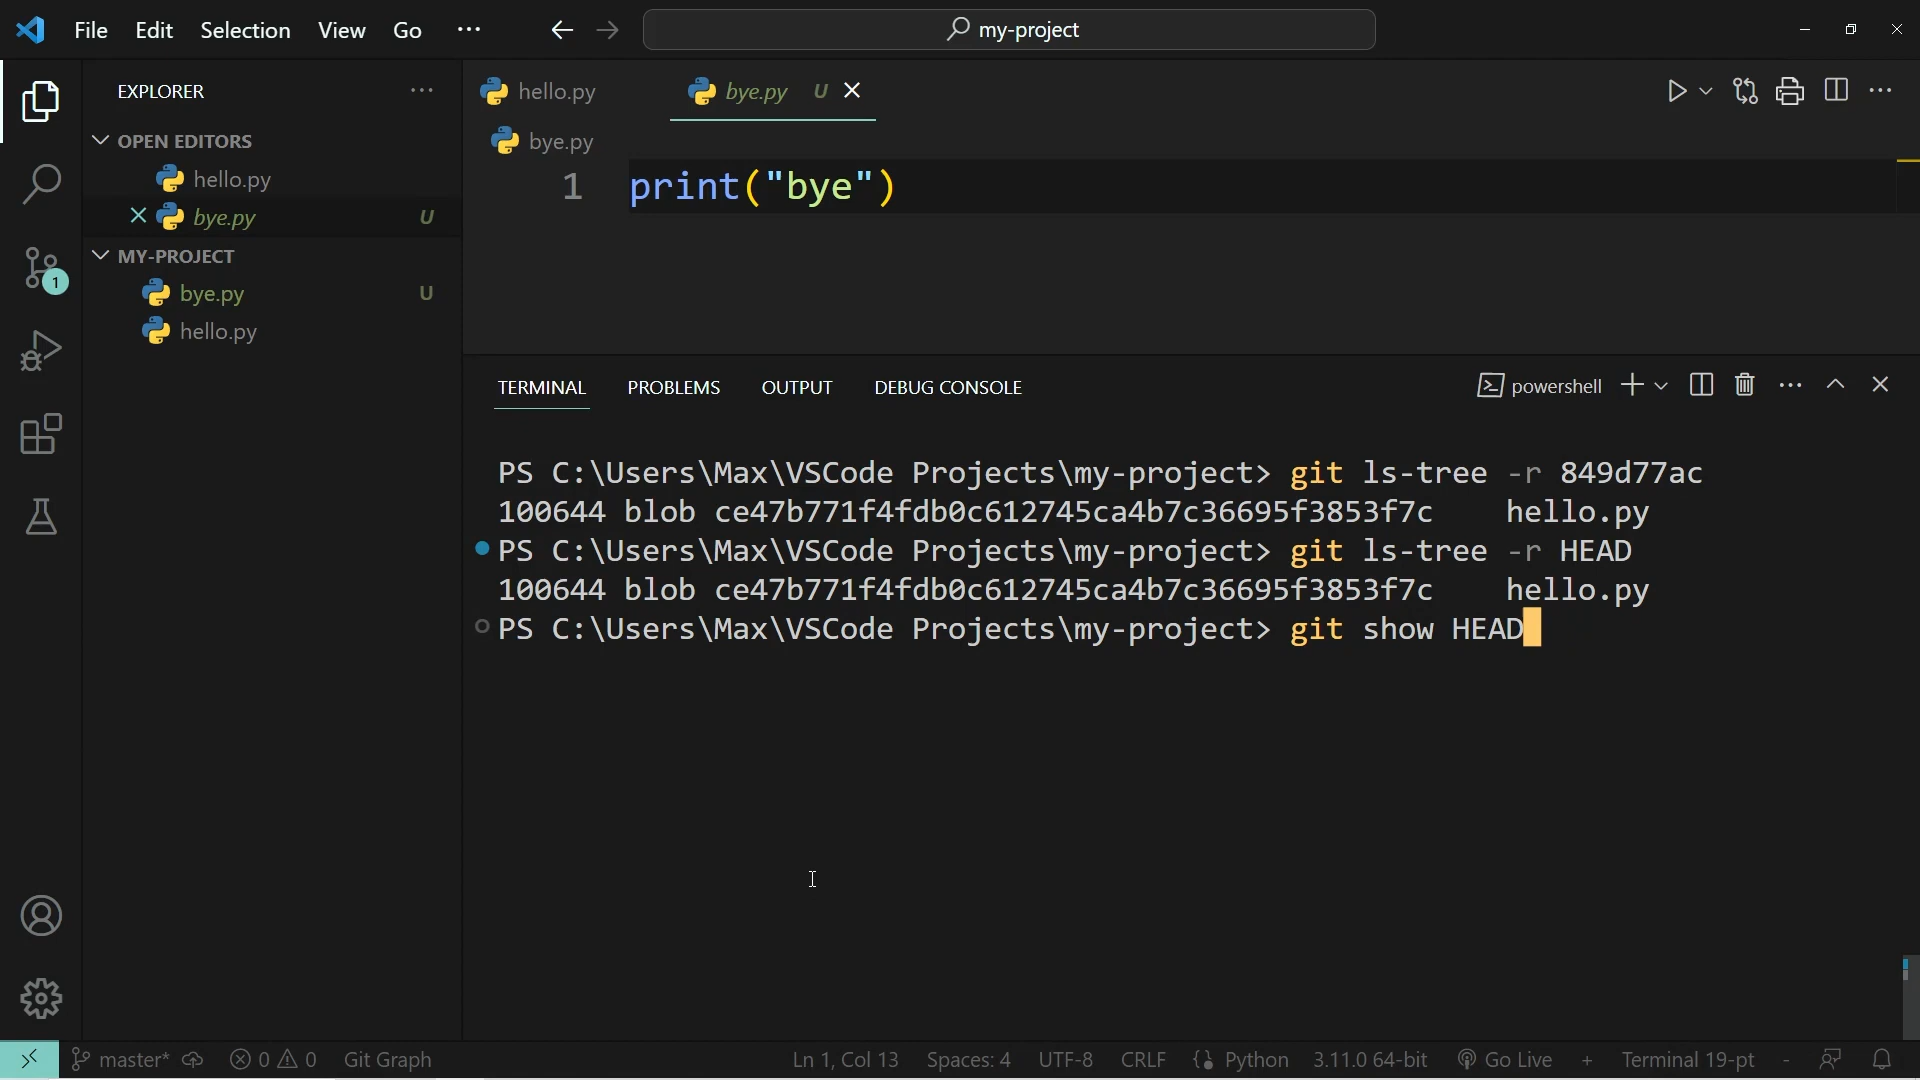 File Edit Selection View Go ···
my-project
EXPLORER ···
OPEN EDITORS
hello.py
bye.py U
MY-PROJECT
bye.py U
hello.py
1
hello.py
bye.py U
bye.py
1 print("bye")
TERMINAL PROBLEMS OUTPUT DEBUG CONSOLE
powershell
PS C:\Users\Max\VSCode Projects\my-project> git ls-tree -r 849d77ac
100644 blob ce47b771f4fdb0c612745ca4b7c36695f3853f7c    hello.py
PS C:\Users\Max\VSCode Projects\my-project> git ls-tree -r HEAD
100644 blob ce47b771f4fdb0c612745ca4b7c36695f3853f7c    hello.py
PS C:\Users\Max\VSCode Projects\my-project> git show HEAD
master* 0 0 Git Graph Ln 1, Col 13 Spaces: 4 UTF-8 CRLF Python 3.11.0 64-bit Go Live + Terminal 19-pt -